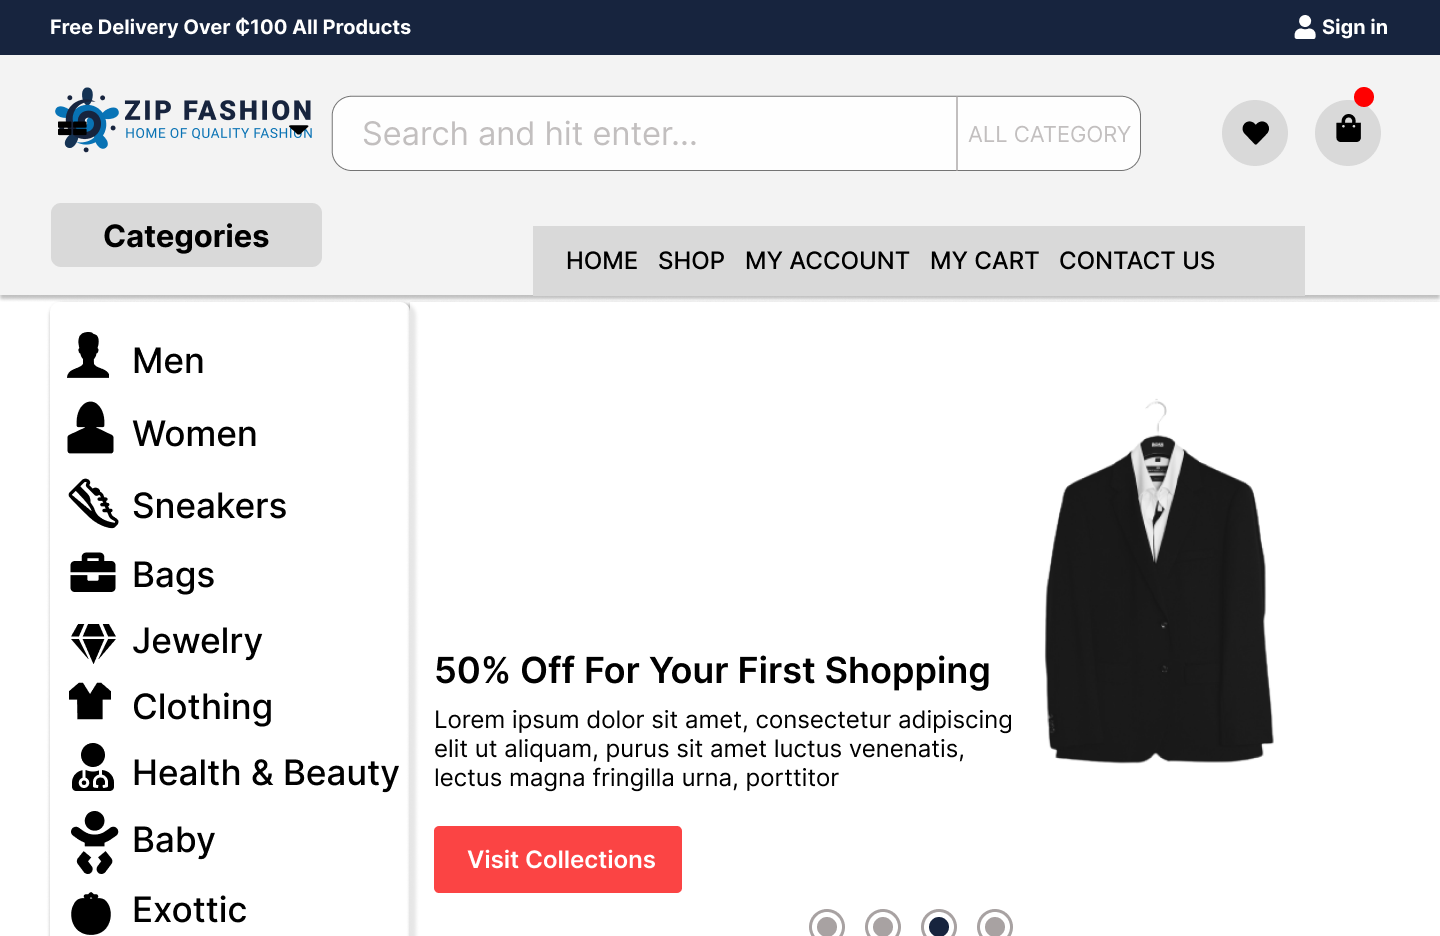 Free Delivery Over ₵100 All Products
Sign in
ZIP FASHION
HOME OF QUALITY FASHION
Search and hit enter...
ALL CATEGORY
Categories
HOME SHOP MY ACCOUNT MY CART CONTACT US
Men
Women
Sneakers
Bags
Jewelry
Clothing
Health & Beauty
Baby
Exottic
50% Off For Your First Shopping
Lorem ipsum dolor sit amet, consectetur adipiscing
elit ut aliquam, purus sit amet luctus venenatis,
lectus magna fringilla urna, porttitor
Visit Collections